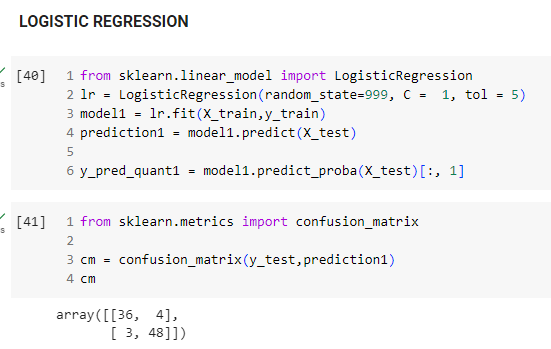 LOGISTIC REGRESSION
[40] 1 from sklearn.linear_model import LogisticRegression
s 2 lr = LogisticRegression(random_state=999, C =  1, tol = 5)
3 model1 = lr.fit(X_train,y_train)
4 prediction1 = model1.predict(X_test)
5
6 y_pred_quant1 = model1.predict_proba(X_test)[:, 1]
[41] 1 from sklearn.metrics import confusion_matrix
s 2
3 cm = confusion_matrix(y_test,prediction1)
4 cm
array([[36,  4],
[ 3, 48]])